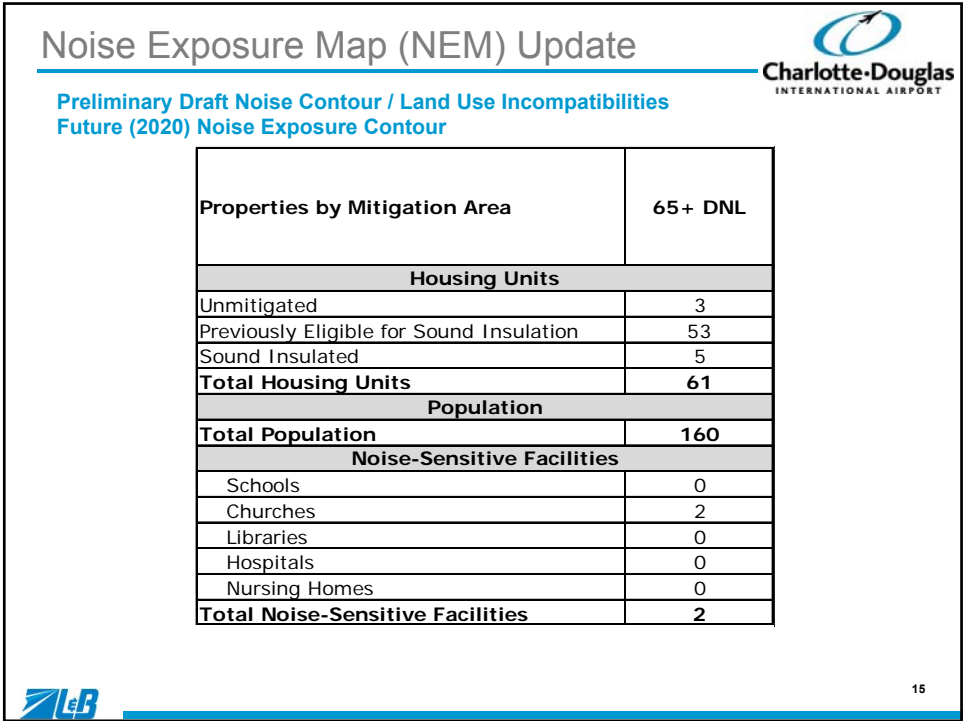 Noise Exposure Map (NEM) Update
Charlotte•Douglas
INTERNATIONAL AIRPORT
Preliminary Draft Noise Contour / Land Use Incompatibilities
Future (2020) Noise Exposure Contour
Properties by Mitigation Area 65+ DNL
Housing Units
Unmitigated 3
Previously Eligible for Sound Insulation 53
Sound Insulated 5
Total Housing Units 61
Population
Total Population 160
Noise-Sensitive Facilities
Schools 0
Churches 2
Libraries 0
Hospitals 0
Nursing Homes 0
Total Noise-Sensitive Facilities 2
L&B
15